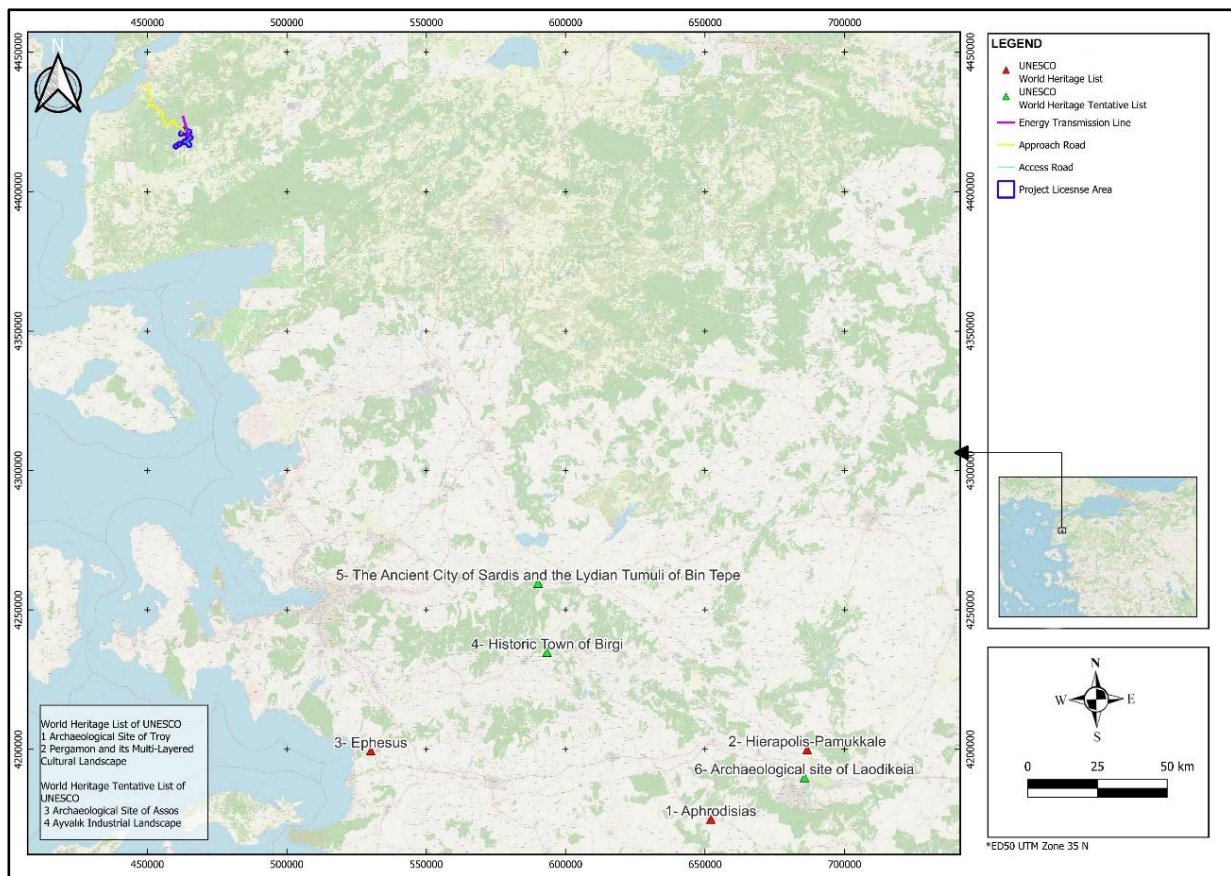 450000
500000
550000
600000
650000
700000
N
4450000
4400000
4350000
4300000
4250000
4200000
4450000
4400000
4350000
4300000
4250000
4200000
5- The Ancient City of Sardis and the Lydian Tumuli of Bin Tepe
4- Historic Town of Birgi
3- Ephesus
2- Hierapolis-Pamukkale
6- Archaeological site of Laodikeia
1- Aphrodisias
World Heritage List of UNESCO
1 Archaeological Site of Troy
2 Pergamon and its Multi-Layered
Cultural Landscape
World Heritage Tentative List of
UNESCO
3 Archaeological Site of Assos
4 Ayvalık Industrial Landscape
450000
500000
550000
600000
650000
700000
LEGEND
UNESCO
World Heritage List
UNESCO
World Heritage Tentative List
Energy Transmission Line
Approach Road
Access Road
Project Licesnse Area
N
W
E
S
0
25
50 km
*ED50 UTM Zone 35 N